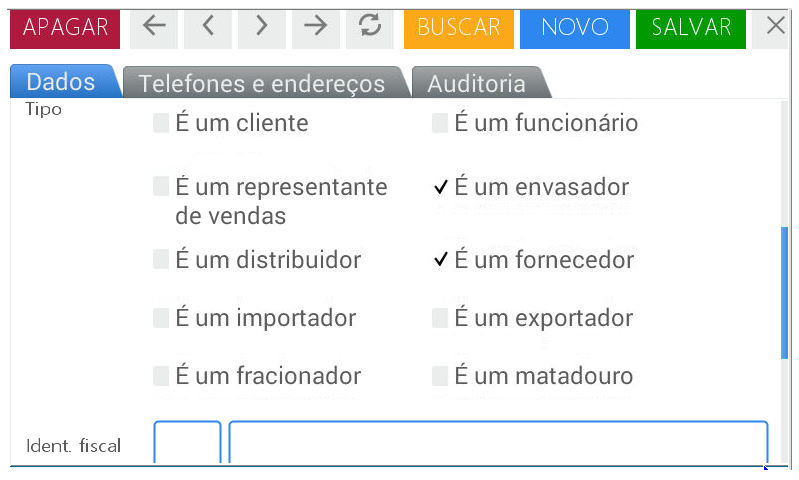 APAGAR BUSCAR NOVO SALVAR
Dados Telefones e endereços Auditoria
Tipo
É um cliente É um funcionário
É um representante É um envasador
de vendas
É um distribuidor É um fornecedor
É um importador É um exportador
É um fracionador É um matadouro
Ident. fiscal